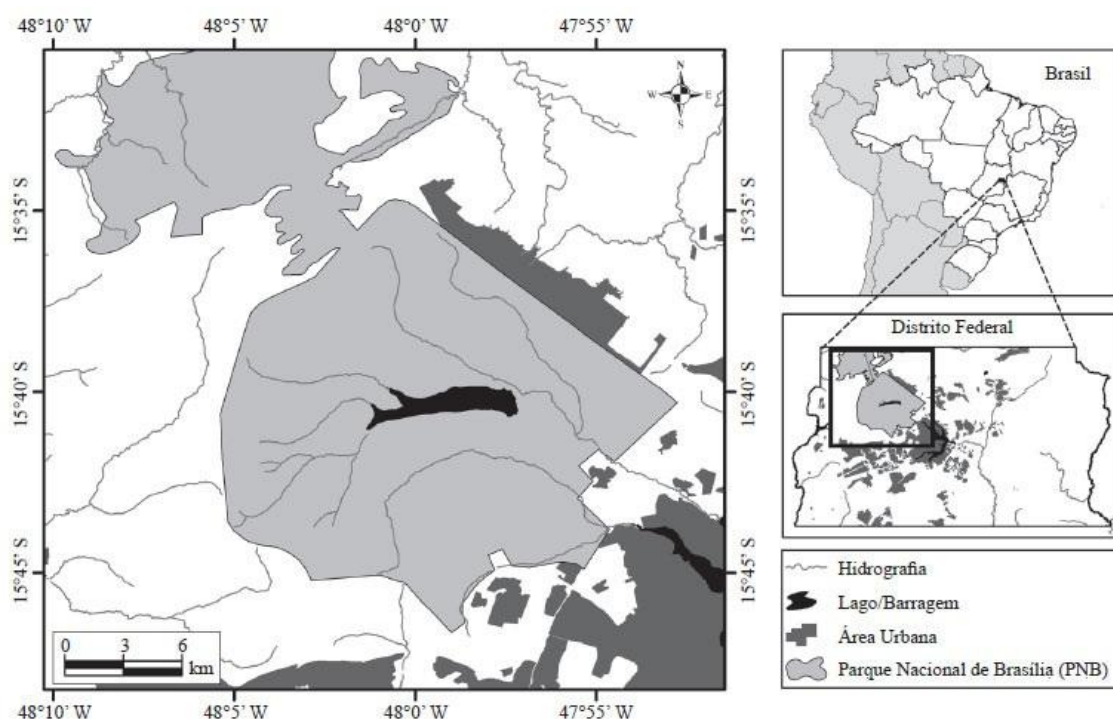 48°10’ W
48°5’ W
48°0’ W
47°55’ W
N
W E
S
15°35’ S
15°35’ S
15°40’ S
15°40’ S
15°45’ S
15°45’ S
0 3 6
km
48°10’ W
48°5’ W
48°0’ W
47°55’ W
Brasil
Distrito Federal
Hidrografia
Lago/Barragem
Área Urbana
Parque Nacional de Brasília (PNB)